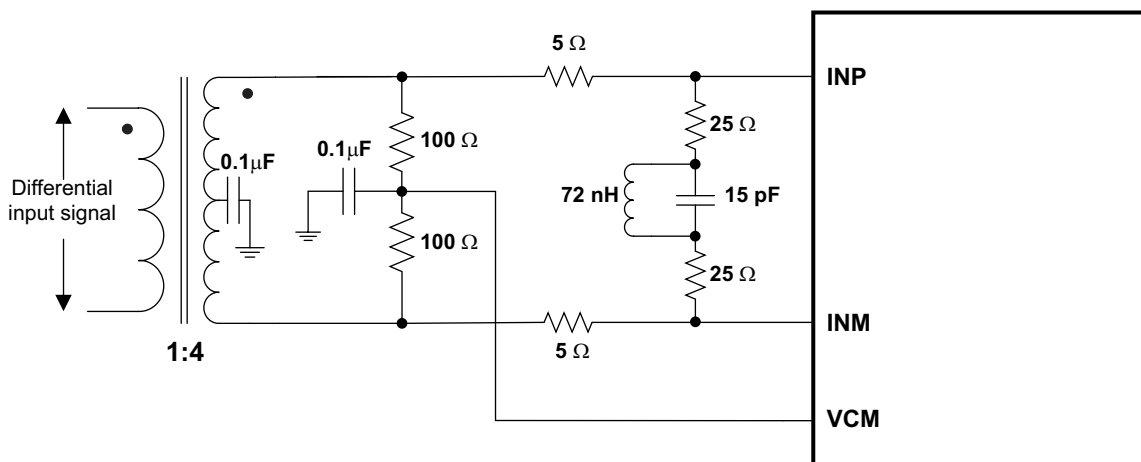 5 Ω
INP
25 Ω
100 Ω
0.1μF
0.1μF
Differential
input signal
72 nH
15 pF
100 Ω
25 Ω
INM
5 Ω
1:4
VCM